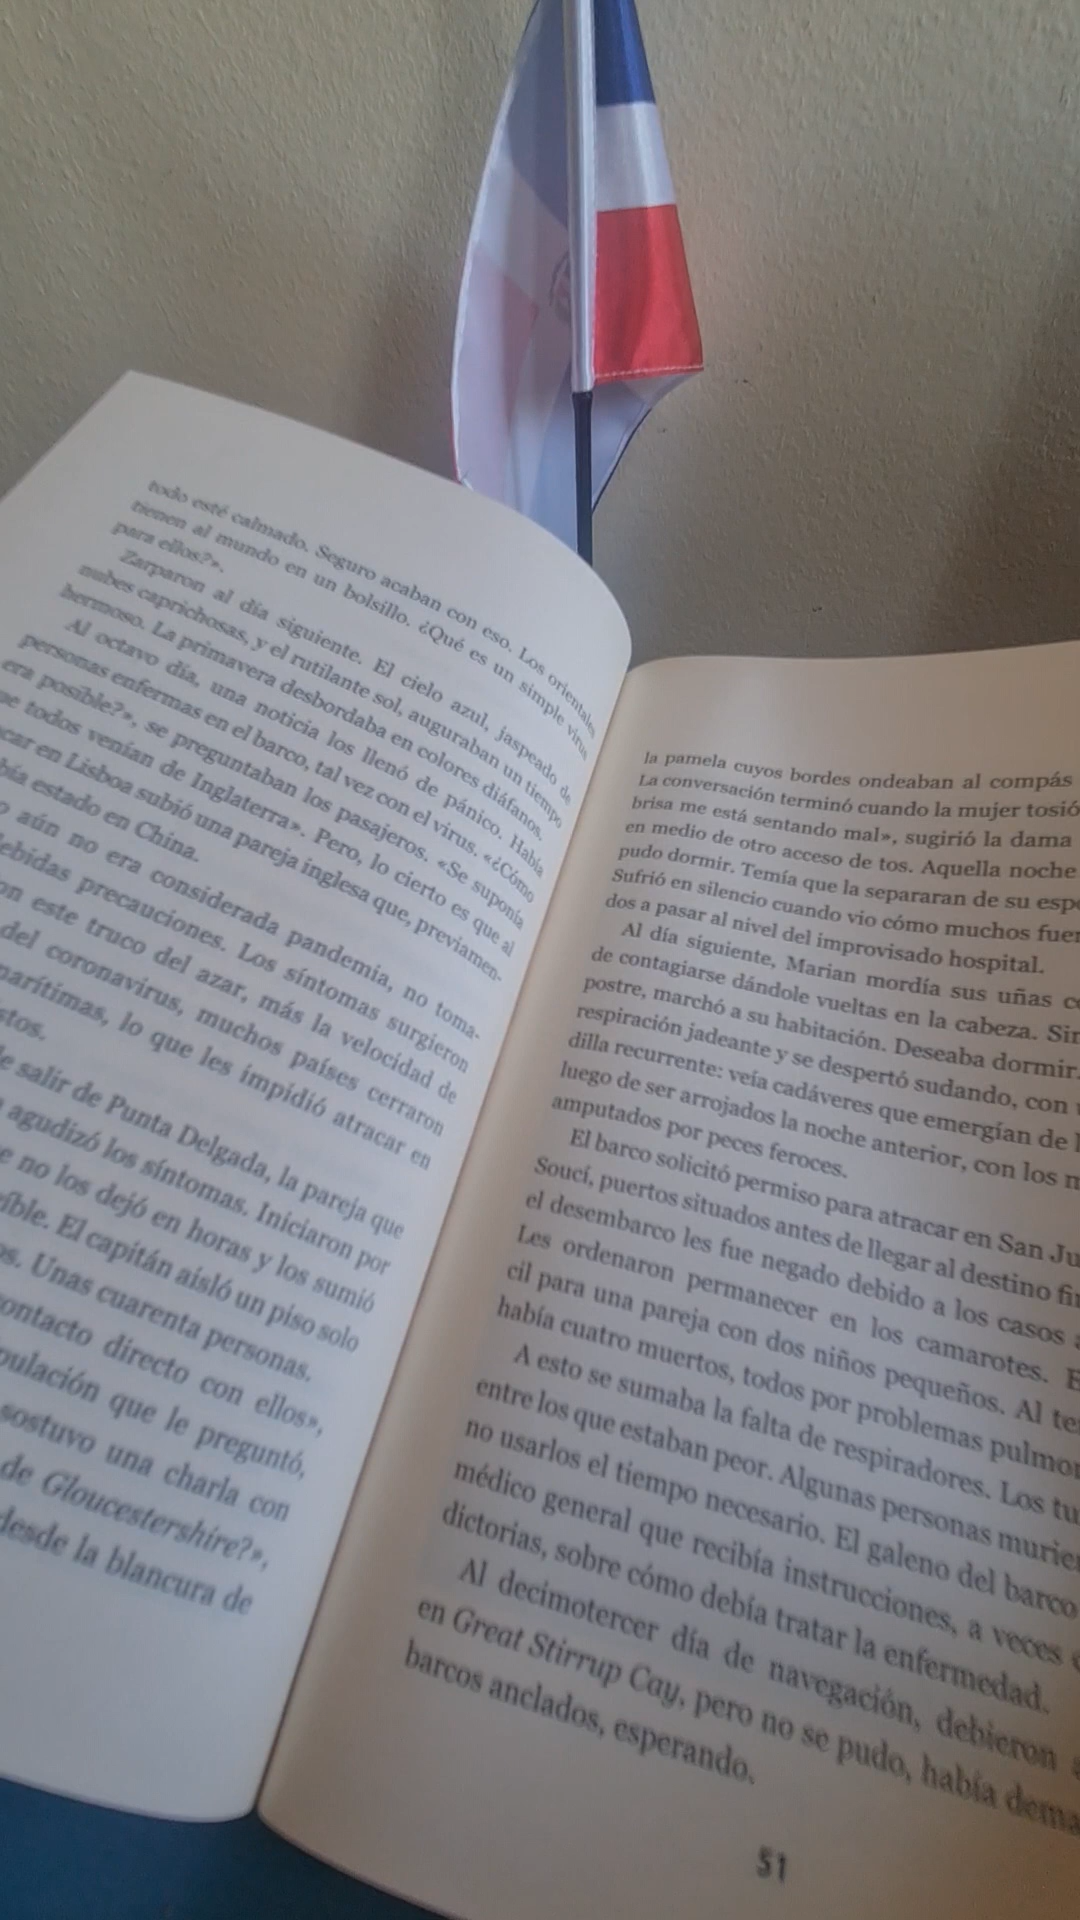 todo esté calmado. Seguro acaban con eso. Los orientales
tienen al mundo en un bolsillo. ¿Qué es un simple virus
para ellos?».
Zarparon al día siguiente. El cielo azul, jaspeado de
nubes caprichosas, y el rutilante sol, auguraban un tiempo
hermoso. La primavera desbordaba en colores diáfanos.
Al octavo día, una noticia los llenó de pánico. Había
personas enfermas en el barco, tal vez con el virus. «¿Cómo
era posible?», se preguntaban los pasajeros. «Se suponía
que todos venían de Inglaterra». Pero, lo cierto es que al
car en Lisboa subió una pareja inglesa que, previamen-
bía estado en China.
o aún no era considerada pandemia, no toma-
debidas precauciones. Los síntomas surgieron
on este truco del azar, más la velocidad de
del coronavirus, muchos países cerraron
marítimas, lo que les impidió atracar en
stos.
de salir de Punta Delgada, la pareja que
agudizó los síntomas. Iniciaron por
e no los dejó en horas y los sumió
eíble. El capitán aisló un piso solo
os. Unas cuarenta personas.
contacto directo con ellos»,
pulación que le preguntó,
sostuvo una charla con
de Gloucestershire?»,
desde la blancura de
la pamela cuyos bordes ondeaban al compás
La conversación terminó cuando la mujer tosió
brisa me está sentando mal», sugirió la dama
en medio de otro acceso de tos. Aquella noche
pudo dormir. Temía que la separaran de su espo
Sufrió en silencio cuando vio cómo muchos fuer
dos a pasar al nivel del improvisado hospital.
Al día siguiente, Marian mordía sus uñas c
de contagiarse dándole vueltas en la cabeza. Sin
postre, marchó a su habitación. Deseaba dormir.
respiración jadeante y se despertó sudando, con
dilla recurrente: veía cadáveres que emergían de l
luego de ser arrojados la noche anterior, con los m
amputados por peces feroces.
El barco solicitó permiso para atracar en San Ju
Soucí, puertos situados antes de llegar al destino fin
el desembarco les fue negado debido a los casos a
Les ordenaron permanecer en los camarotes. E
cil para una pareja con dos niños pequeños. Al te
había cuatro muertos, todos por problemas pulmon
A esto se sumaba la falta de respiradores. Los tu
entre los que estaban peor. Algunas personas murie
no usarlos el tiempo necesario. El galeno del barco
médico general que recibía instrucciones, a veces c
dictorias, sobre cómo debía tratar la enfermedad.
Al decimotercer día de navegación, debieron
en Great Stirrup Cay, pero no se pudo, había dema
barcos anclados, esperando.
51